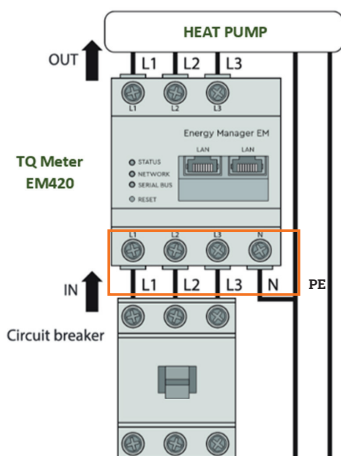 HEAT PUMP
OUT
L1 L2 L3
L1 L2 L3
Energy Manager EM
LAN LAN
TQ Meter
EM420
STATUS
NETWORK
SERIAL BUS
RESET
L1 L2 L3 N
IN
L1 L2 L3 N
PE
Circuit breaker